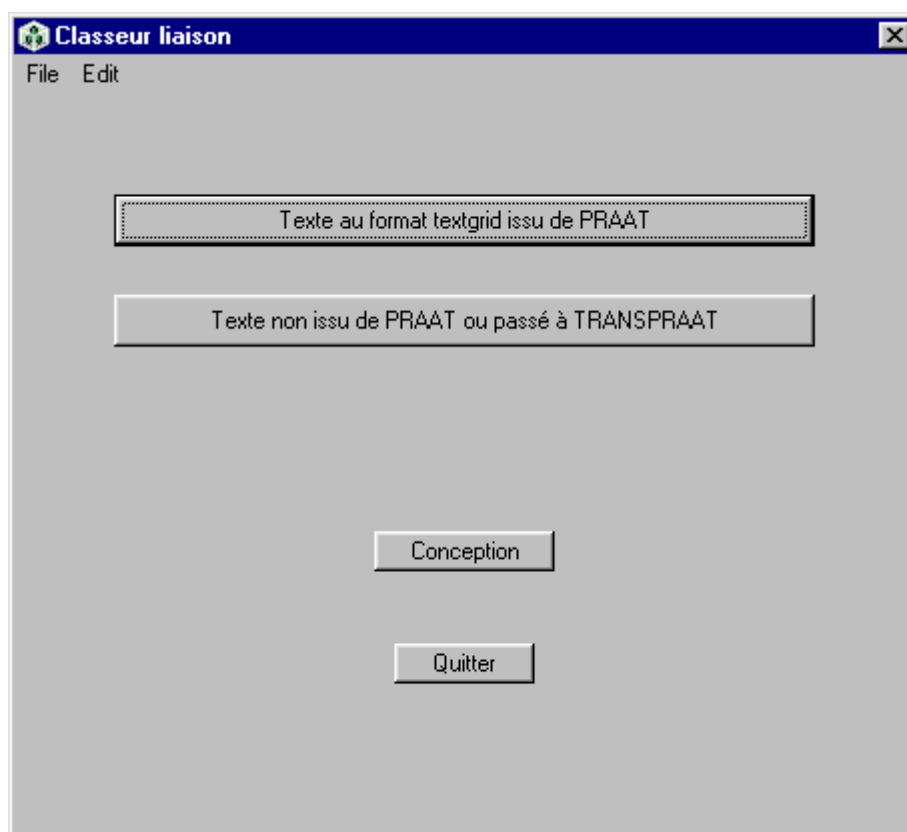 Classeur liaison
File Edit
Texte au format textgrid issu de PRAAT
Texte non issu de PRAAT ou passé à TRANSPRAAT
Conception
Quitter